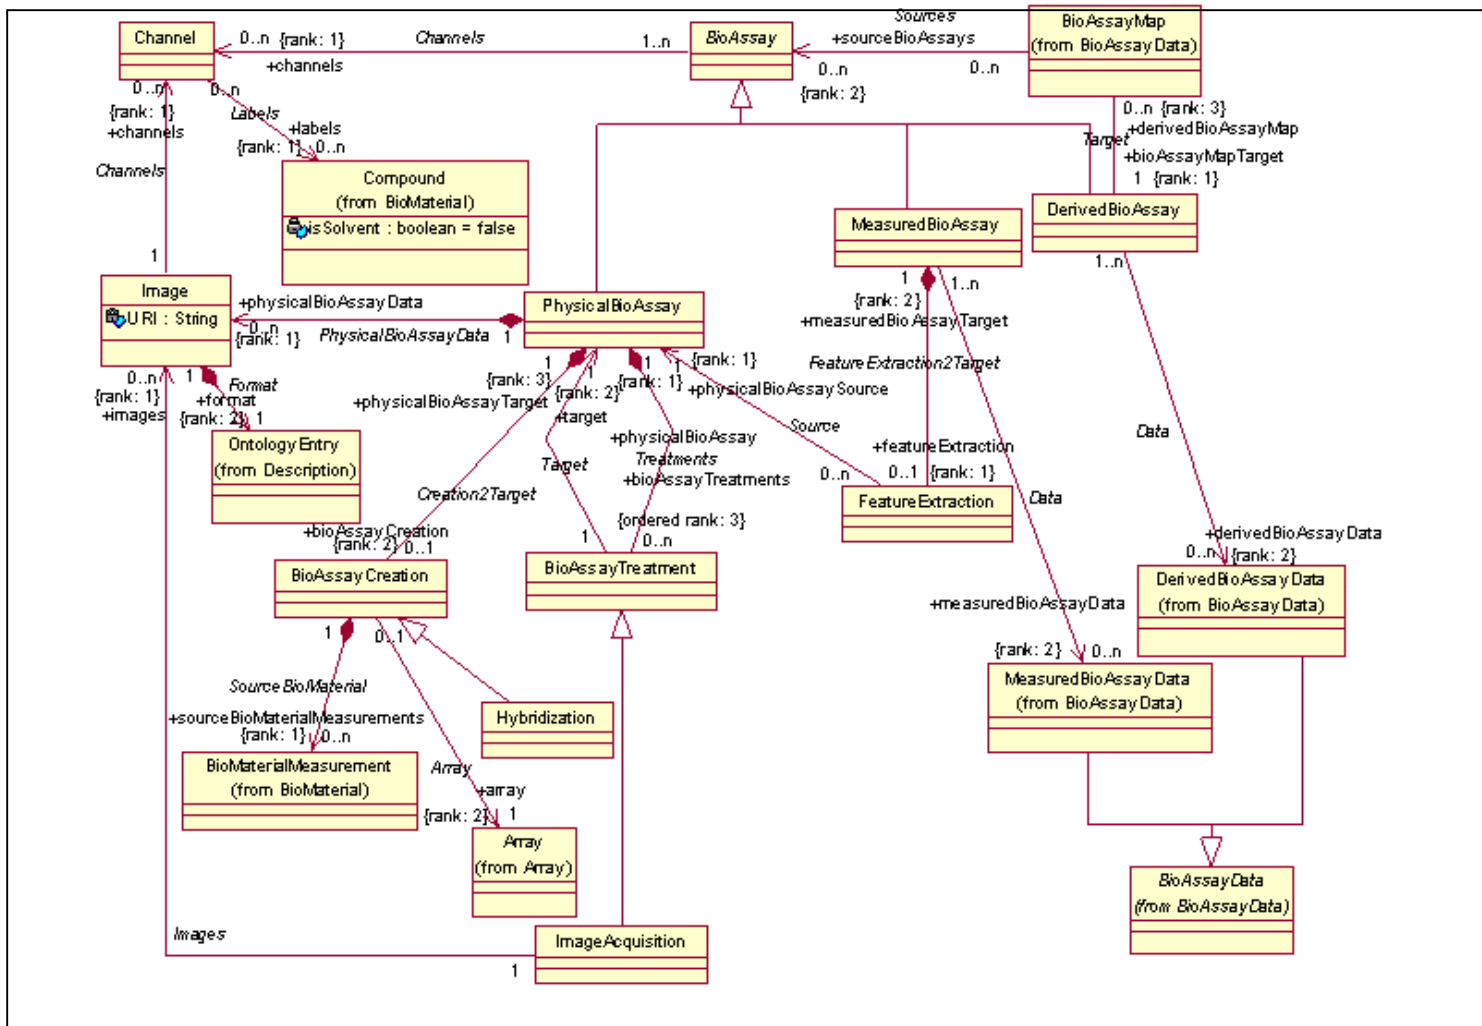 Sources
BioAssayMap
(from BioAssayData)
Channel
0..n {rank: 1}
Channels
1..n
BioAssay
+sourceBioAssays
+channels
0..n
0..n
{rank: 2}
0..n
0..n
{rank: 1}
+channels
Labels
+labels
{rank: 1} 0..n
0..n {rank: 3}
+derivedBioAssayMap
Target
+bioAssayMapTarget
1 {rank: 1}
Channels
Compound
(from BioMaterial)
isSolvent : boolean = false
MeasuredBioAssay
DerivedBioAssay
1
1
1..n
1..n
Image
URI : String
+physicalBioAssayData
0..n
{rank: 1}
PhysicalBioAssayData
1
PhysicalBioAssay
{rank: 2}
+measuredBioAssayTarget
FeatureExtraction2Target
0..n
{rank: 1}
+images
1
Format
+format
{rank: 2} 1
1
{rank: 3}
+physicalBioAssayTarget
1
{rank: 2}
+target
1
{rank: 1}
1
{rank: 1}
+physicalBioAssaySource
Source
OntologyEntry
(from Description)
Creation2Target
Target
+physicalBioAssay
Treatments
+bioAssayTreatments
+featureExtraction
0..n
0..1 {rank: 1}
Data
FeatureExtraction
Data
+bioAssayCreation
{rank: 2} 0..1
1
{ordered rank: 3}
0..n
+derivedBioAssayData
0..n {rank: 2}
BioAssayCreation
BioAssayTreatment
DerivedBioAssayData
(from BioAssayData)
+measuredBioAssayData
{rank: 2} 0..n
1
0..1
SourceBioMaterial
+sourceBioMaterialMeasurements
{rank: 1} 0..n
Hybridization
MeasuredBioAssayData
(from BioAssayData)
BioMaterialMeasurement
(from BioMaterial)
Array
+array
{rank: 2} 1
Array
(from Array)
BioAssayData
(from BioAssayData)
Images
1
ImageAcquisition